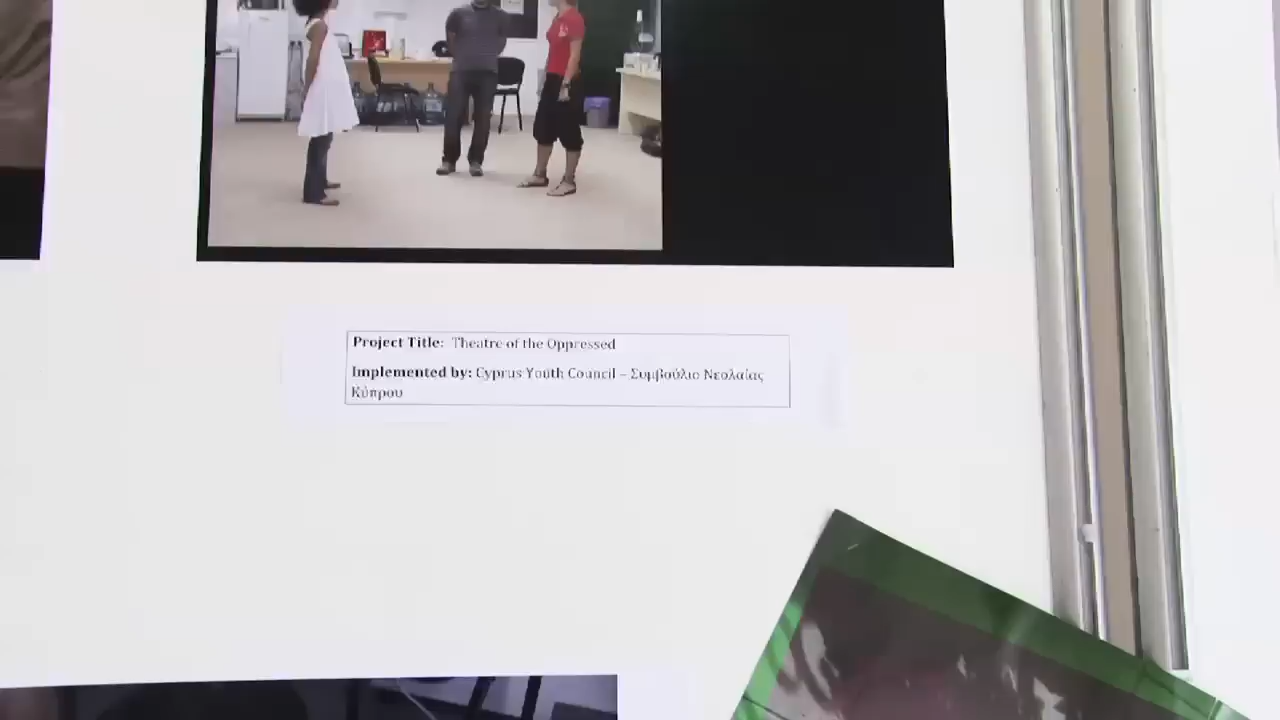 Project Title: Theatre of the Oppressed
Implemented by: Cyprus Youth Council – Συμβούλιο Νεολαίας
Κύπρου